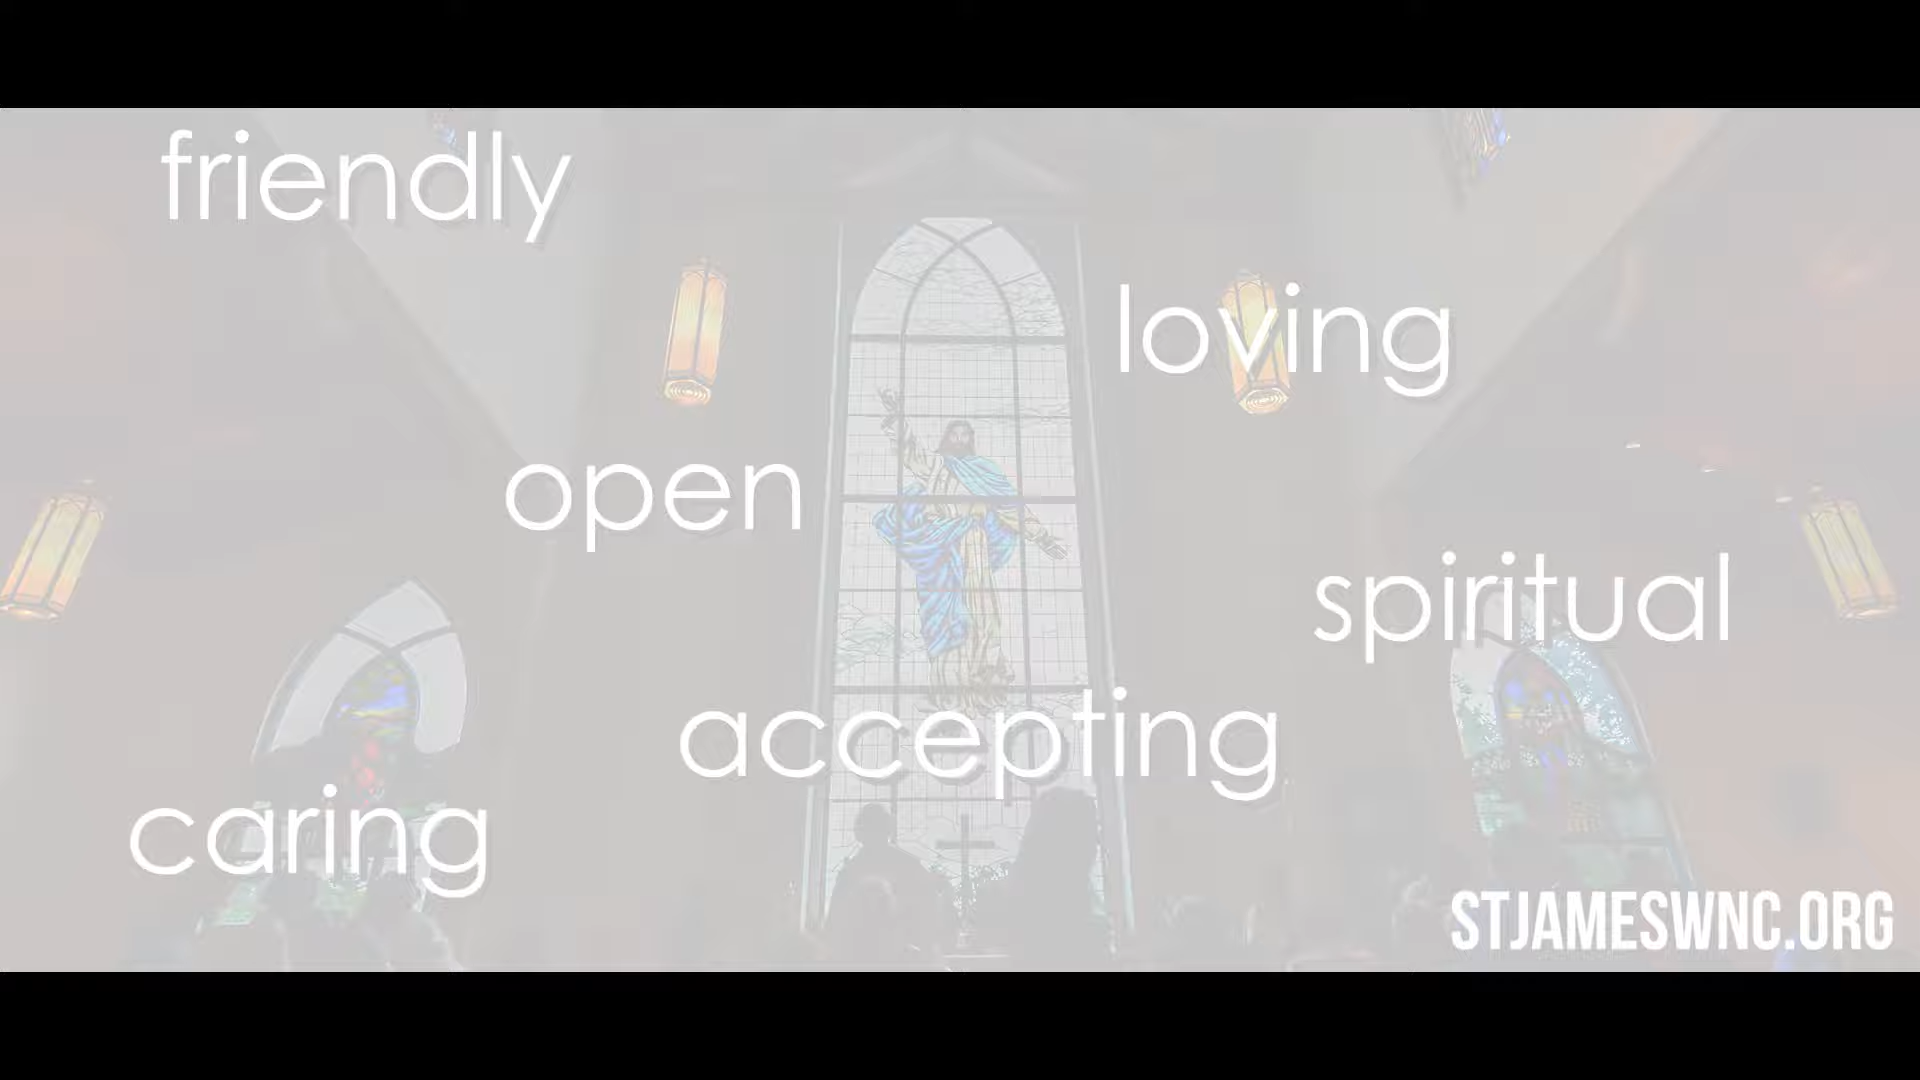 friendly
loving
open
spiritual
accepting
caring
STJAMESWNC.ORG